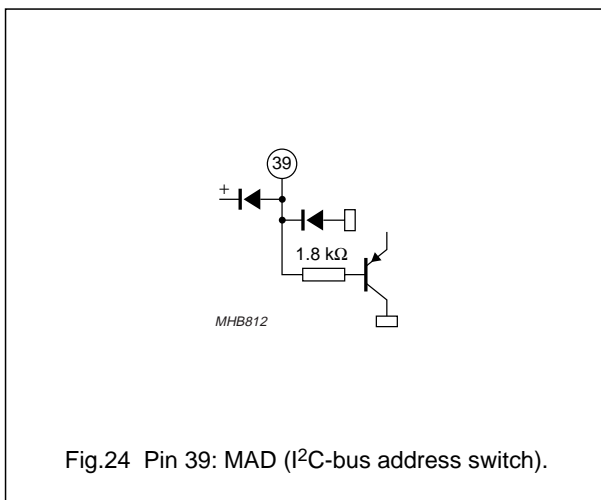 39
+
1.8 kΩ
MHB812
Fig.24 Pin 39: MAD (I²C-bus address switch).